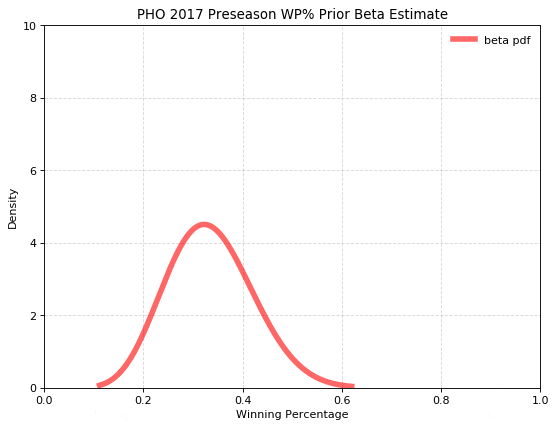 PHO 2017 Preseason WP% Prior Beta Estimate
beta pdf
10
8
6
4
2
0
Density
0.0 0.2 0.4 0.6 0.8 1.0
Winning Percentage